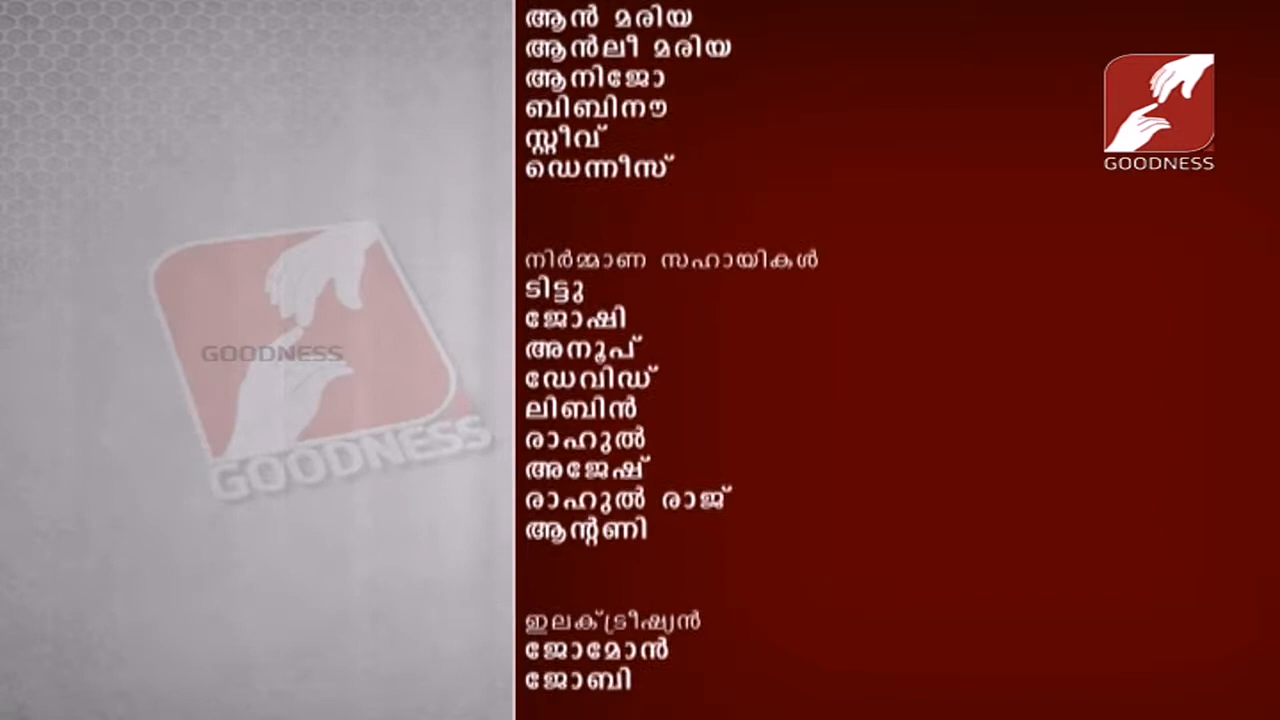 ആൻ മരിയ
ആൻലീ മരിയ
ആനിജോ
ബിബിനൗ
സ്റ്റീവ്
ഡെന്നീസ്
GOODNESS
നിർമ്മാണ സഹായികൾ
ടിട്ടു
ജോഷി
അനൂപ്
ഡേവിഡ്
ലിബിൻ
രാഹുൽ
അജേഷ്
രാഹുൽ രാജ്
ആന്റണി
GOODNESS
GOODNESS
ഇലക്ട്രീഷ്യൻ
ജോമോൻ
ജോബി